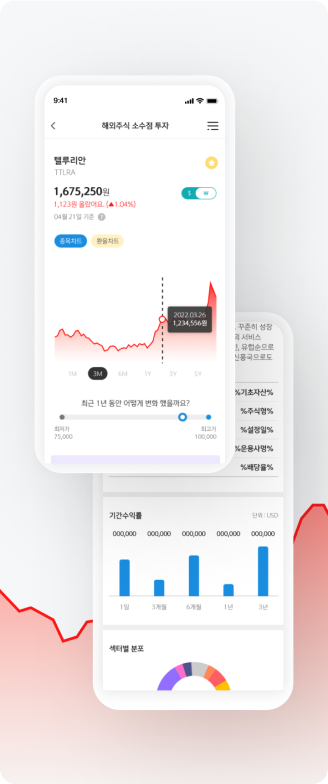 9:41
해외주식 소수점 투자
텔루리안
TTLRA
1,675,250원
$ ₩
1,123원 올랐어요. (▲1.04%)
04월 21일 기준 ?
종목차트 환율차트
2022.03.26
1,234,556원
1M 3M 6M 1Y 3Y 5Y
최근 1년 동안 어떻게 변화 했을까요?
최저가 최고가
75,000 100,000
꾸준히 성장
의 서비스
유럽순으로
신흥국으로도
%기초자산%
%주식형%
%설정일%
%운용사명%
%배당율%
기간수익률 단위 : USD
000,000 000,000 000,000 000,000 000,000
1일 3개월 6개월 1년 3년
섹터별 분포